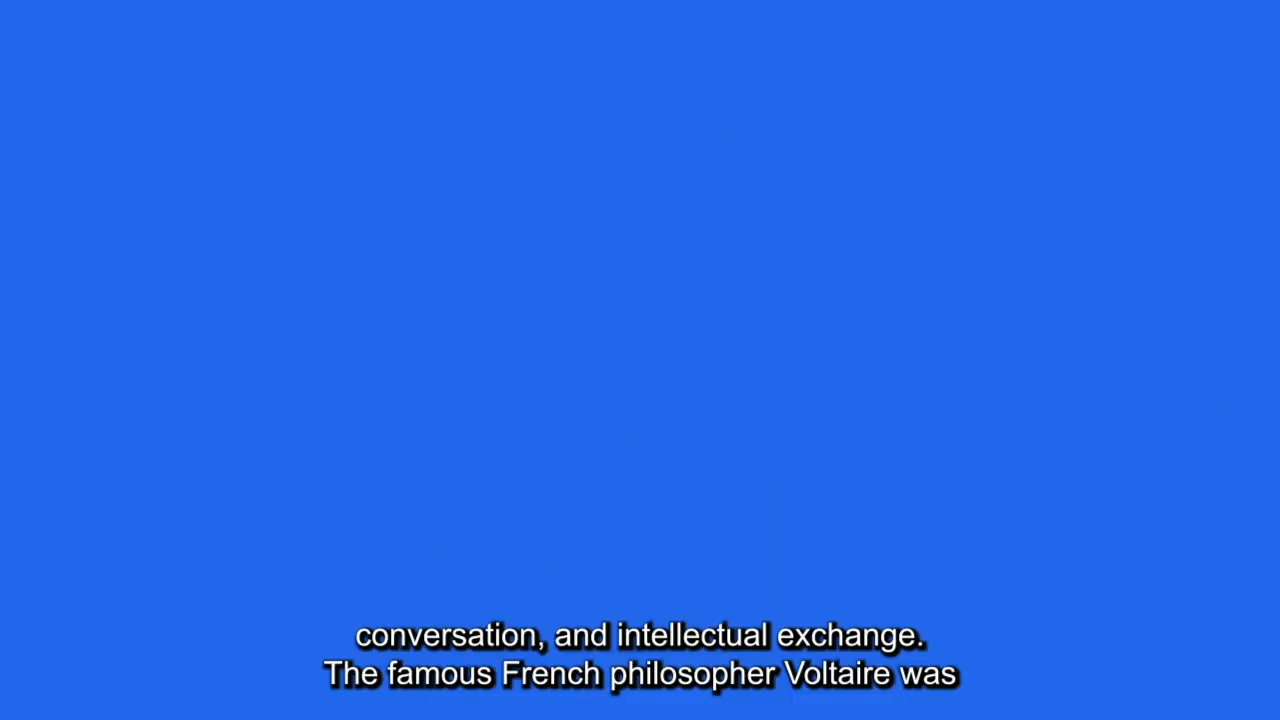 conversation, and intellectual exchange.
The famous French philosopher Voltaire was